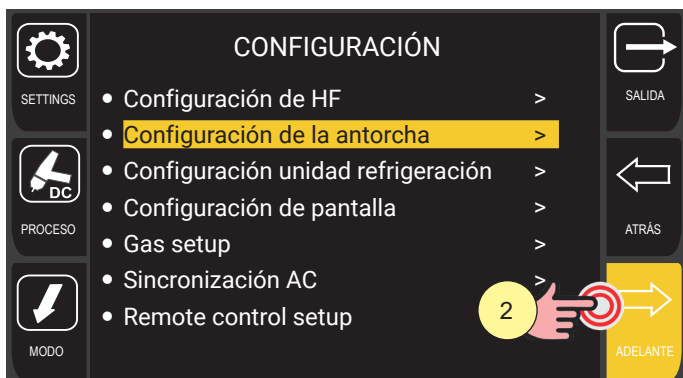 CONFIGURACIÓN
SETTINGS
DC
PROCESO
MODO
• Configuración de HF >
• Configuración de la antorcha >
• Configuración unidad refrigeración >
• Configuración de pantalla >
• Gas setup >
• Sincronización AC >
• Remote control setup
2
SALIDA
ATRÁS
ADELANTE